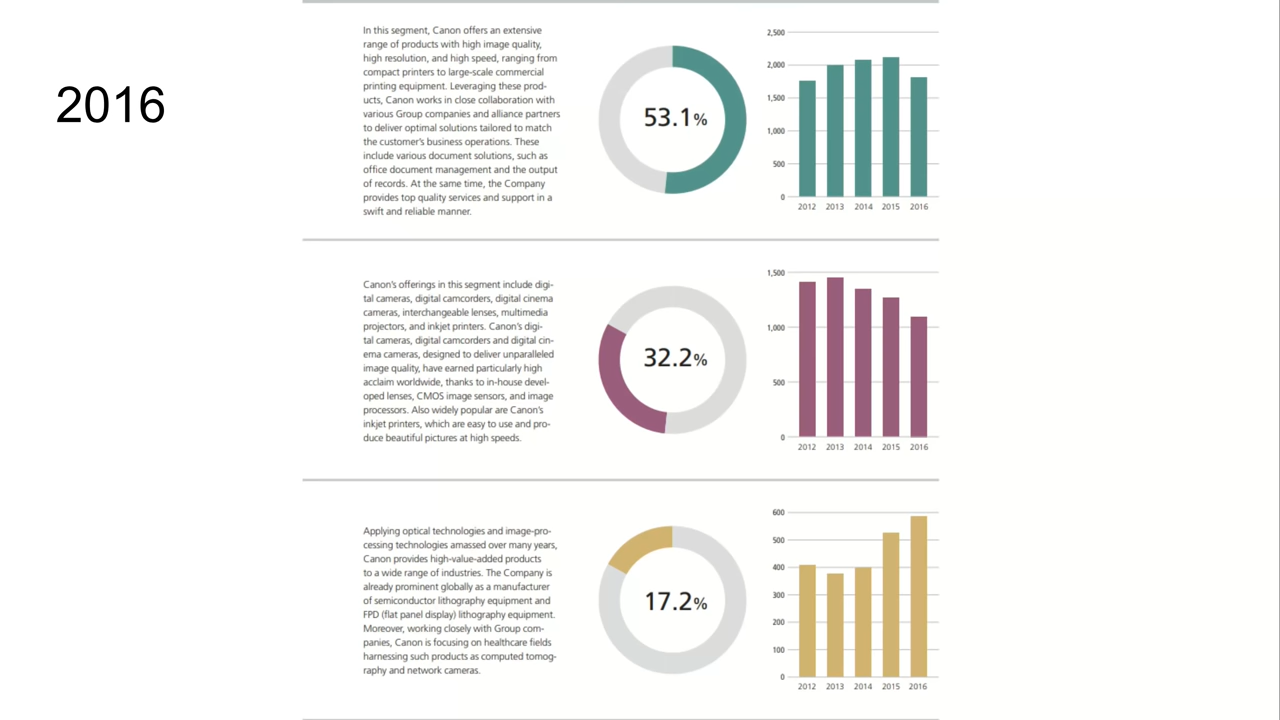 2016
In this segment, Canon offers an extensive
range of products with high image quality,
high resolution, and high speed, ranging from
compact printers to large-scale commercial
printing equipment. Leveraging these prod-
ucts, Canon works in close collaboration with
various Group companies and alliance partners
to deliver optimal solutions tailored to match
the customer's business operations. These
include various document solutions, such as
office document management and the output
of records. At the same time, the Company
provides top quality services and support in a
swift and reliable manner.
53.1%
2,500
2,000
1,500
1,000
500
0
2012 2013 2014 2015 2016
Canon's offerings in this segment include digi-
tal cameras, digital camcorders, digital cinema
cameras, interchangeable lenses, multimedia
projectors, and inkjet printers. Canon's digi-
tal cameras, digital camcorders and digital cin-
ema cameras, designed to deliver unparalleled
image quality, have earned particularly high
acclaim worldwide, thanks to in-house devel-
oped lenses, CMOS image sensors, and image
processors. Also widely popular are Canon's
inkjet printers, which are easy to use and pro-
duce beautiful pictures at high speeds.
32.2%
1,500
1,000
500
0
2012 2013 2014 2015 2016
Applying optical technologies and image-pro-
cessing technologies amassed over many years,
Canon provides high-value-added products
to a wide range of industries. The Company is
already prominent globally as a manufacturer
of semiconductor lithography equipment and
FPD (flat panel display) lithography equipment.
Moreover, working closely with Group com-
panies, Canon is focusing on healthcare fields
harnessing such products as computed tomog-
raphy and network cameras.
17.2%
600
500
400
300
200
100
0
2012 2013 2014 2015 2016